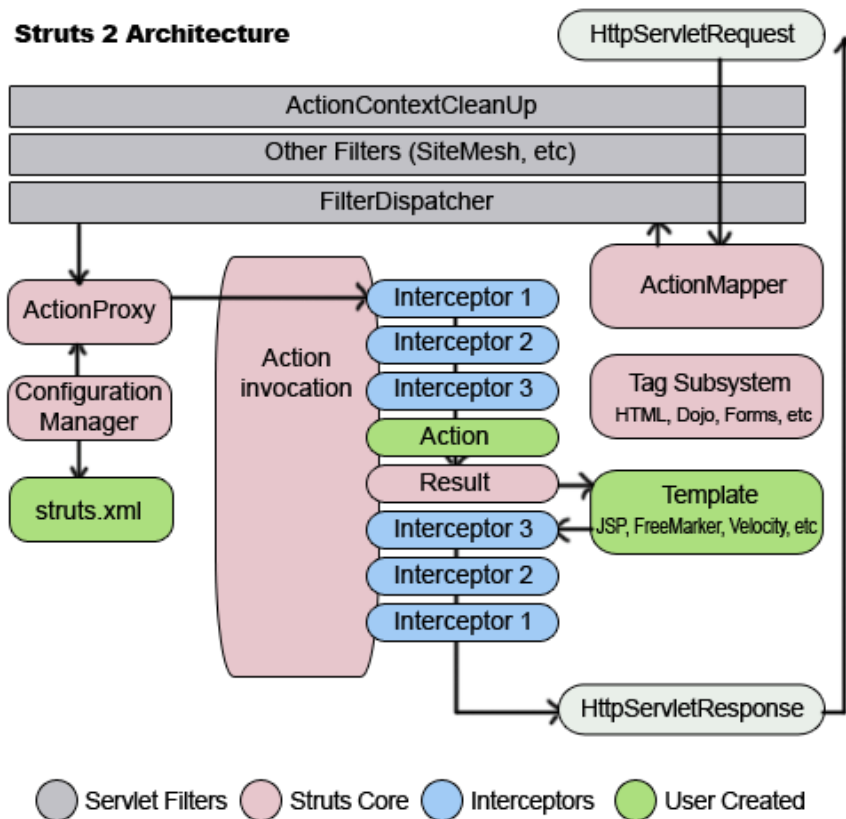 Struts 2 Architecture
HttpServletRequest
ActionContextCleanUp
Other Filters (SiteMesh, etc)
FilterDispatcher
ActionProxy
Configuration
Manager
struts.xml
Action
invocation
Interceptor 1
Interceptor 2
Interceptor 3
Action
Result
Interceptor 3
Interceptor 2
Interceptor 1
ActionMapper
Tag Subsystem
HTML, Dojo, Forms, etc
Template
JSP, FreeMarker, Velocity, etc
HttpServletResponse
Servlet Filters
Struts Core
Interceptors
User Created